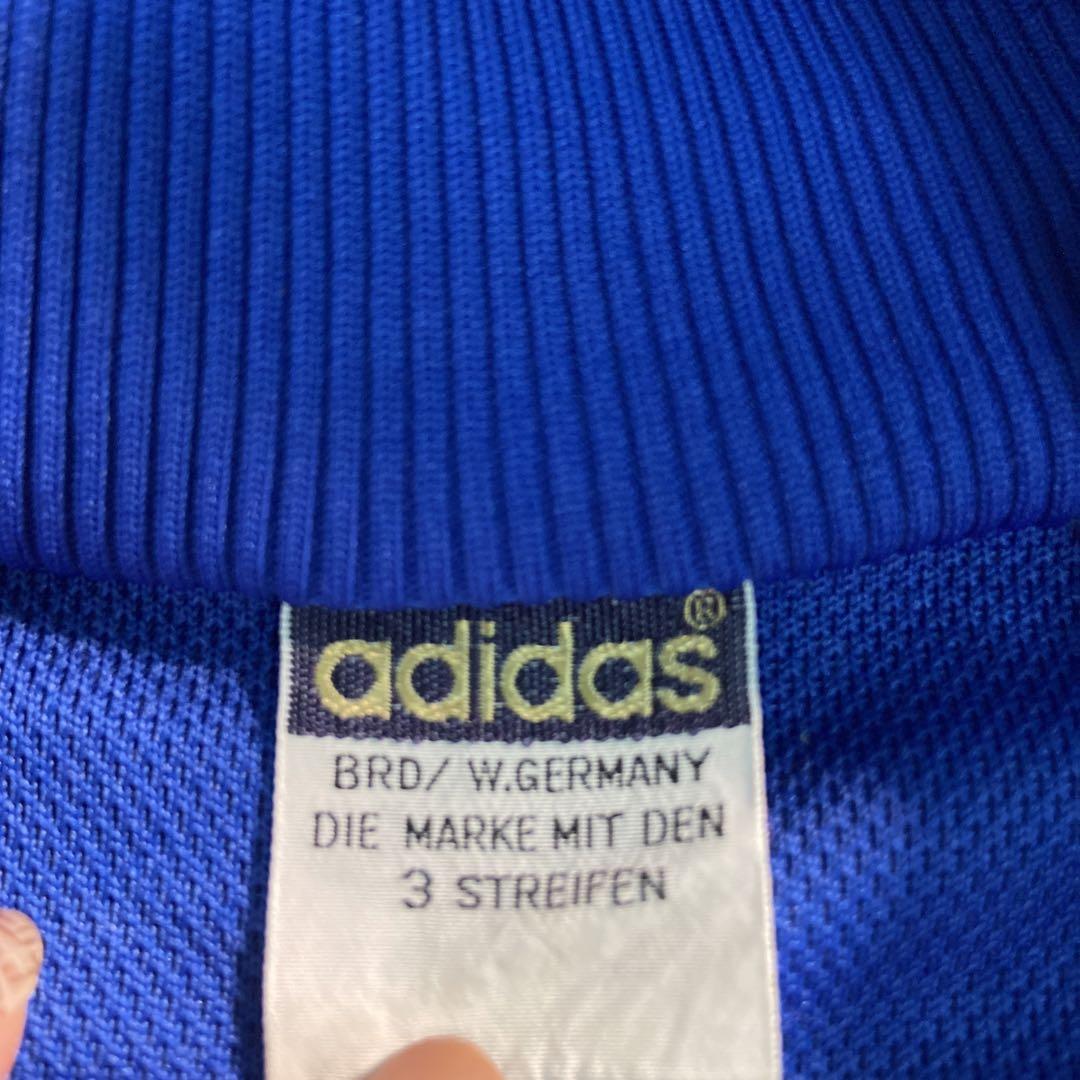 adidas®
BRD/ W.GERMANY
DIE MARKE MIT DEN
3 STREIFEN